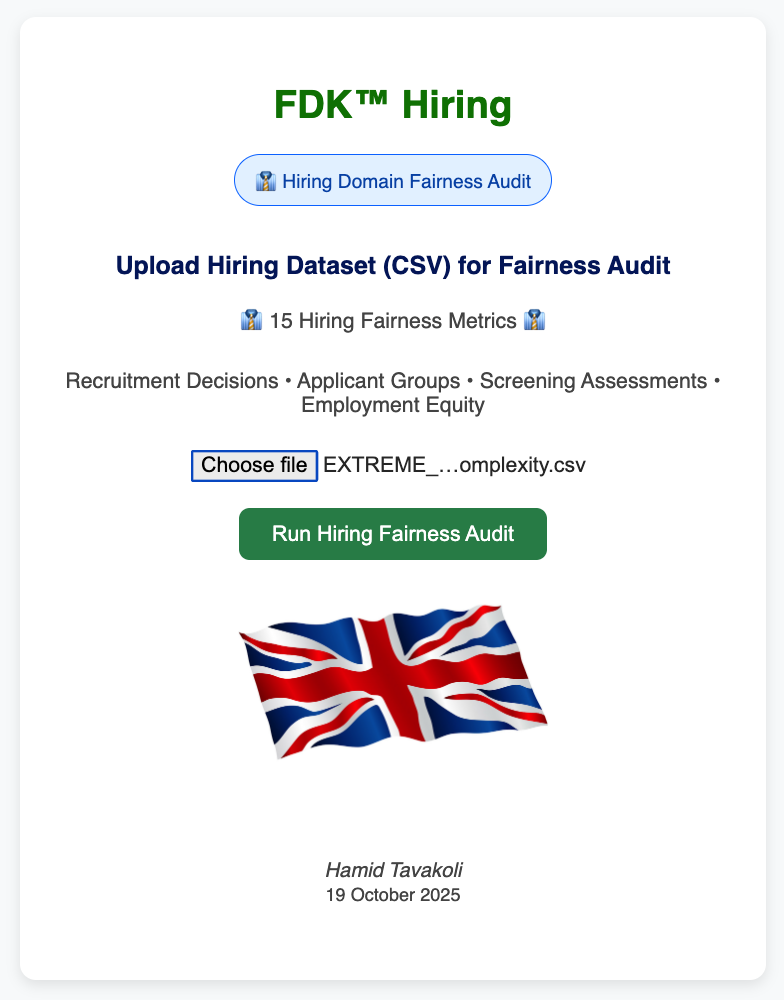 FDK™ Hiring
👔 Hiring Domain Fairness Audit
Upload Hiring Dataset (CSV) for Fairness Audit
👔 15 Hiring Fairness Metrics 👔
Recruitment Decisions • Applicant Groups • Screening Assessments •
Employment Equity
Choose file EXTREME_…omplexity.csv
Run Hiring Fairness Audit
Hamid Tavakoli
19 October 2025